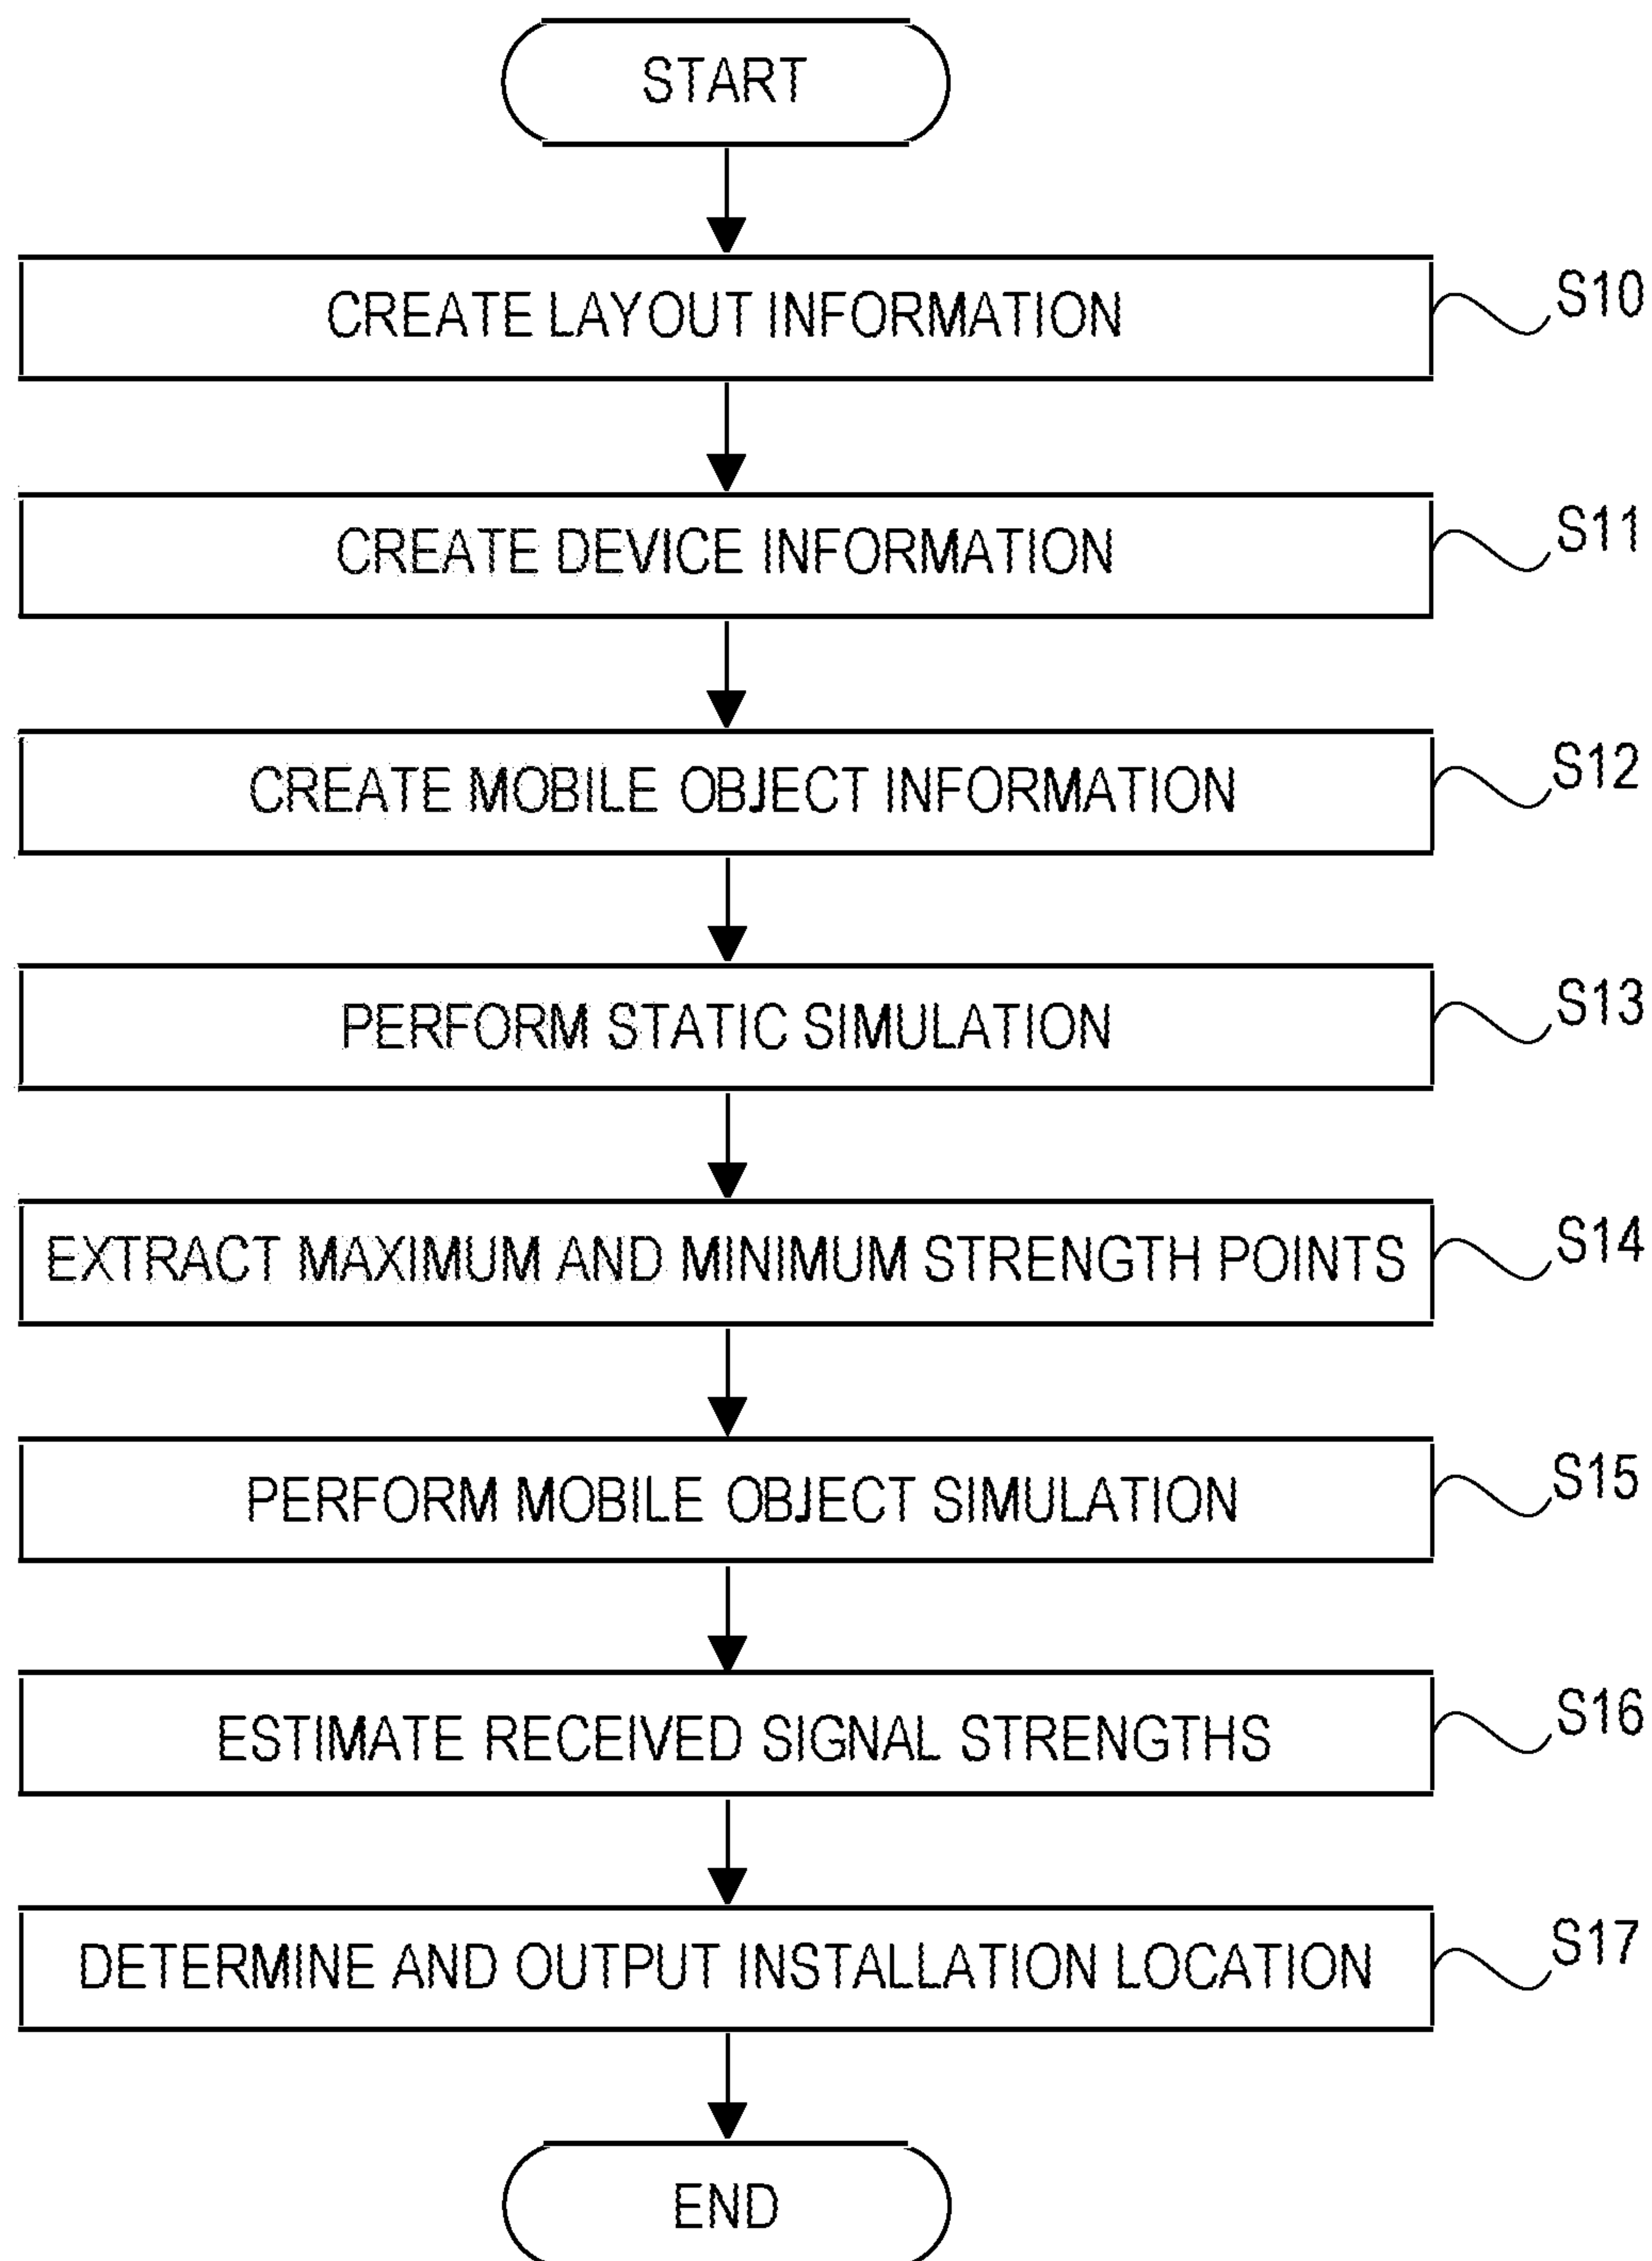 START
CREATE LAYOUT INFORMATION
S10
CREATE DEVICE INFORMATION
S11
CREATE MOBILE OBJECT INFORMATION
S12
PERFORM STATIC SIMULATION
S13
EXTRACT MAXIMUM AND MINIMUM STRENGTH POINTS
S14
PERFORM MOBILE OBJECT SIMULATION
S15
ESTIMATE RECEIVED SIGNAL STRENGTHS
S16
DETERMINE AND OUTPUT INSTALLATION LOCATION
S17
END